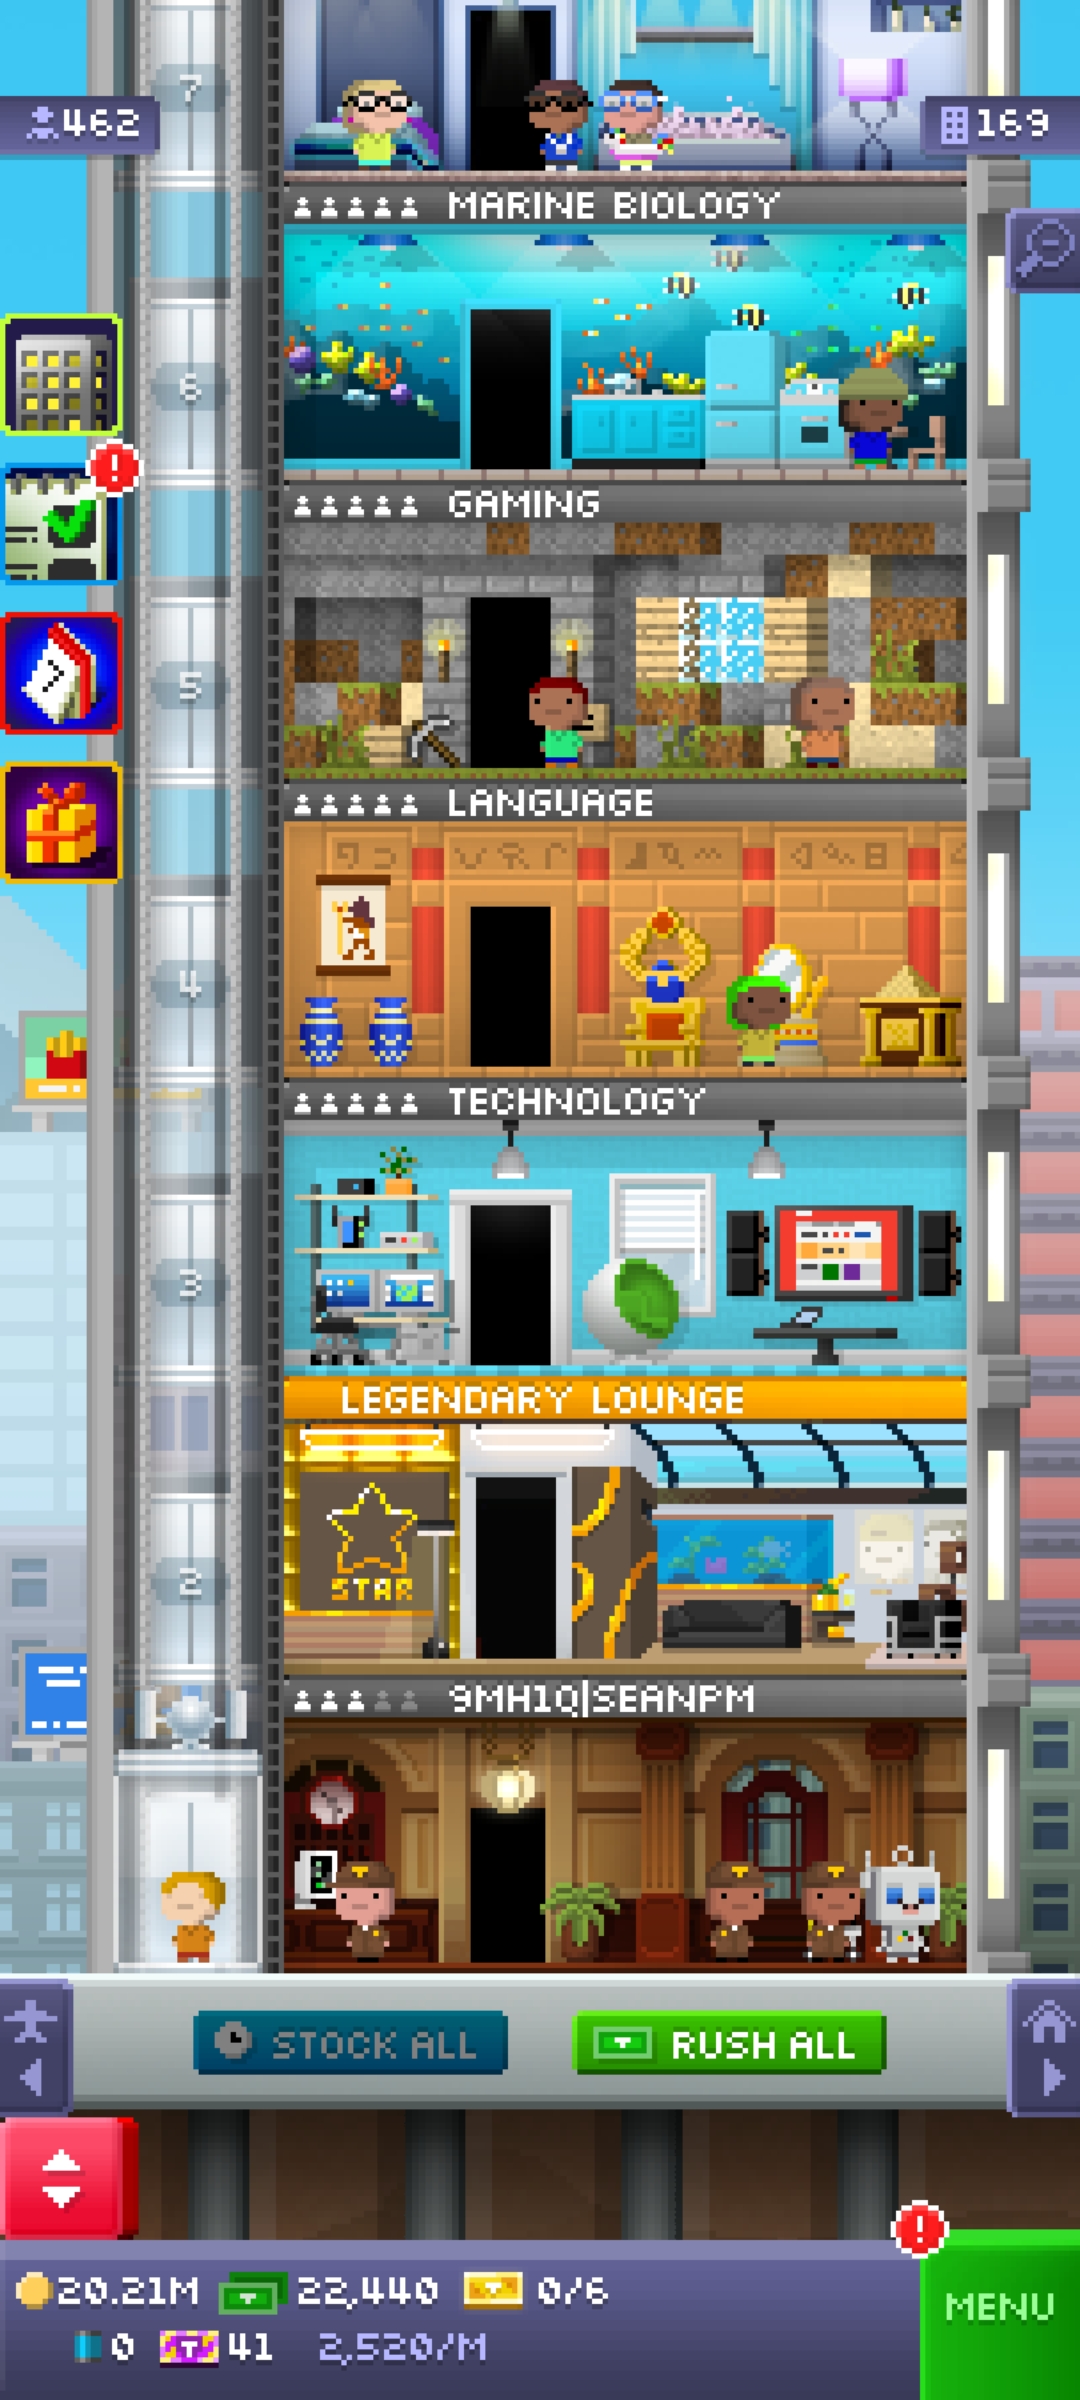 7
462
169
MARINE BIOLOGY
6
GAMING
5
LANGUAGE
4
TECHNOLOGY
3
LEGENDARY LOUNGE
STAR
2
9MH1Q|SEANPM
STOCK ALL
RUSH ALL
20.21M 22,440 0/6
0 41 2,520/M
MENU